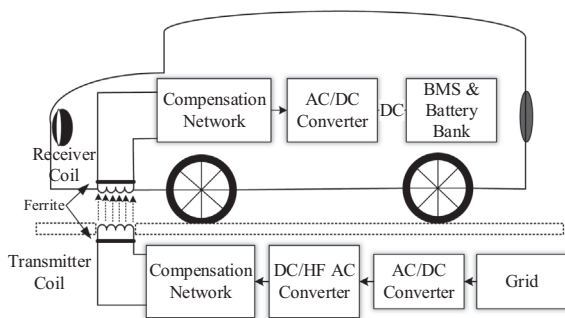 Compensation
Network
AC/DC
Converter
DC
BMS &
Battery
Bank
Receiver
Coil
Ferrite
Transmitter
Coil
Compensation
Network
DC/HF AC
Converter
AC/DC
Converter
Grid